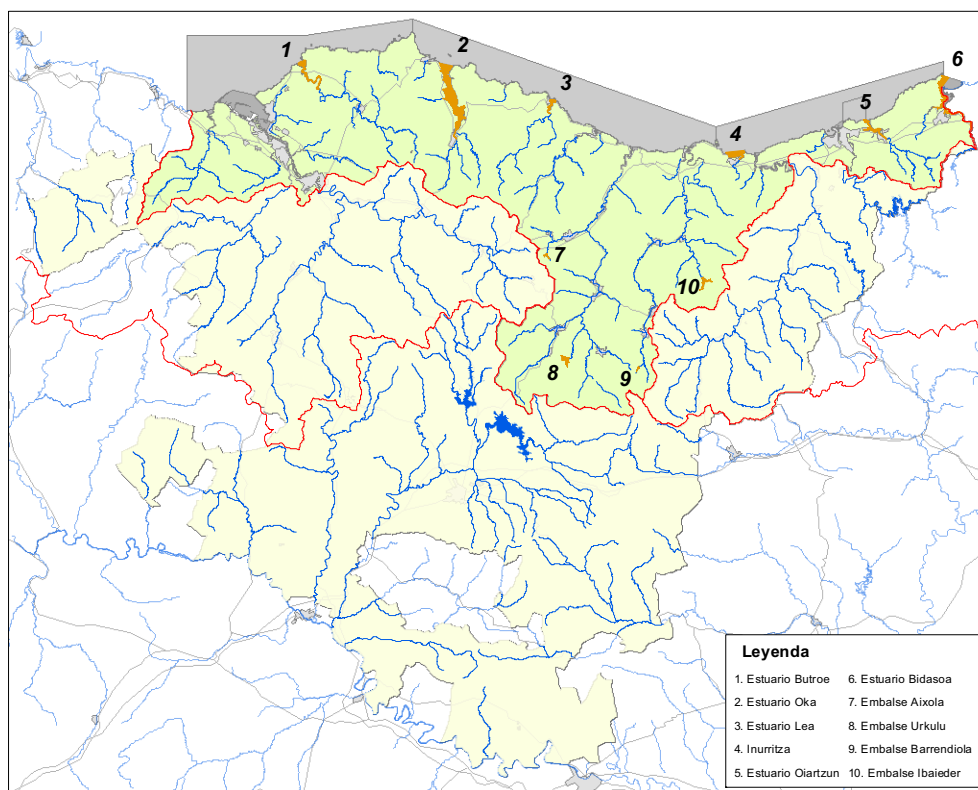 1
2
3
4
5
6
7
8
9
10
Leyenda
1. Estuario Butroe
2. Estuario Oka
3. Estuario Lea
4. Inurritza
5. Estuario Oiartzun
6. Estuario Bidasoa
7. Embalse Aixola
8. Embalse Urkulu
9. Embalse Barrendiola
10. Embalse Ibaieder